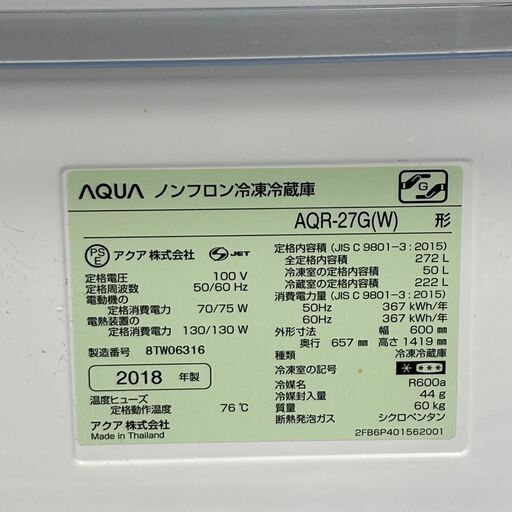 AQUA ノンフロン冷凍冷蔵庫
G
AQR-27G(W) 形
PS E アクア株式会社 S JET
定格電圧 100 V
定格周波数 50/60 Hz
電動機の
定格消費電力 70/75 W
電熱装置の
定格消費電力 130/130 W
製造番号 8TW06316
2018 年製
温度ヒューズ
定格動作温度 76℃
アクア 株式会社
Made in Thailand
定格内容積 (JIS C 9801-3 : 2015)
全定格内容積 272 L
冷凍室の定格内容積 50 L
冷蔵室の定格内容積 222 L
消費電力量 (JIS C 9801-3 : 2015)
50Hz 367 kWh/年
60Hz 367 kWh/年
外形寸法 幅 600 mm
奥行 657 mm 高さ 1419 mm
種類 冷凍冷蔵庫
冷凍室の記号 * ***
冷媒名 R600a
冷媒封入量 44 g
質量 60 kg
断熱発泡ガス シクロペンタン
2FB6P401562001